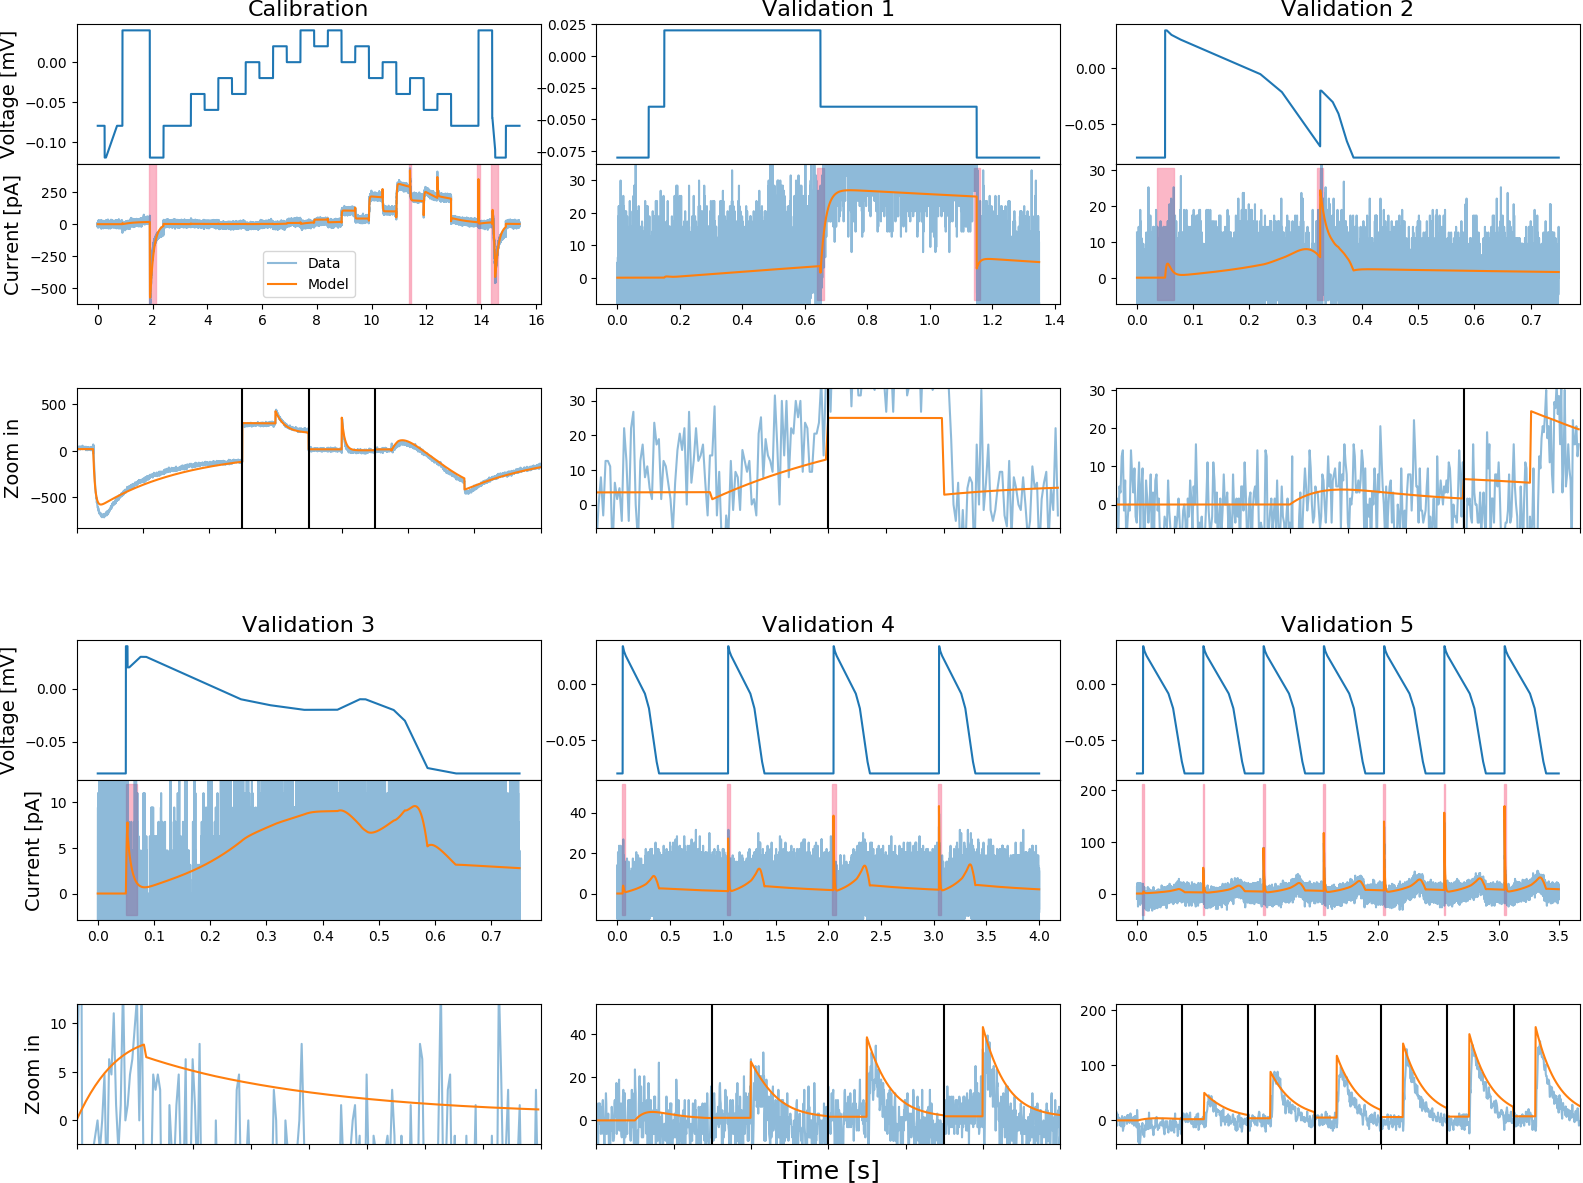 Calibration
Validation 1
Validation 2
Voltage [mV]
0.00
−0.05
−0.10
0.025
0.000
−0.025
−0.050
−0.075
0.00
−0.05
Current [pA]
250
0
−250
−500
Data
Model
0 2 4 6 8 10 12 14 16
30
20
10
0
0.0 0.2 0.4 0.6 0.8 1.0 1.2 1.4
30
20
10
0
0.0 0.1 0.2 0.3 0.4 0.5 0.6 0.7
Zoom in
500
0
−500
30
20
10
0
30
20
10
0
Validation 3
Validation 4
Validation 5
Voltage [mV]
0.00
−0.05
0.00
−0.05
0.00
−0.05
Current [pA]
10
5
0
0.0 0.1 0.2 0.3 0.4 0.5 0.6 0.7
40
20
0
0.0 0.5 1.0 1.5 2.0 2.5 3.0 3.5 4.0
200
100
0
0.0 0.5 1.0 1.5 2.0 2.5 3.0 3.5
Zoom in
10
5
0
40
20
0
200
100
0
Time [s]